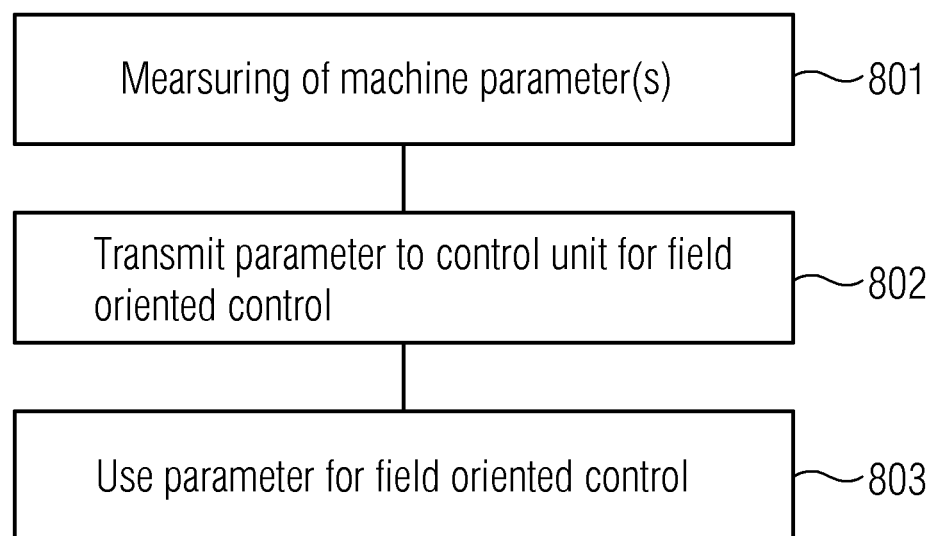 Mearsuring of machine parameter(s)
801
Transmit parameter to control unit for field
oriented control
802
Use parameter for field oriented control
803